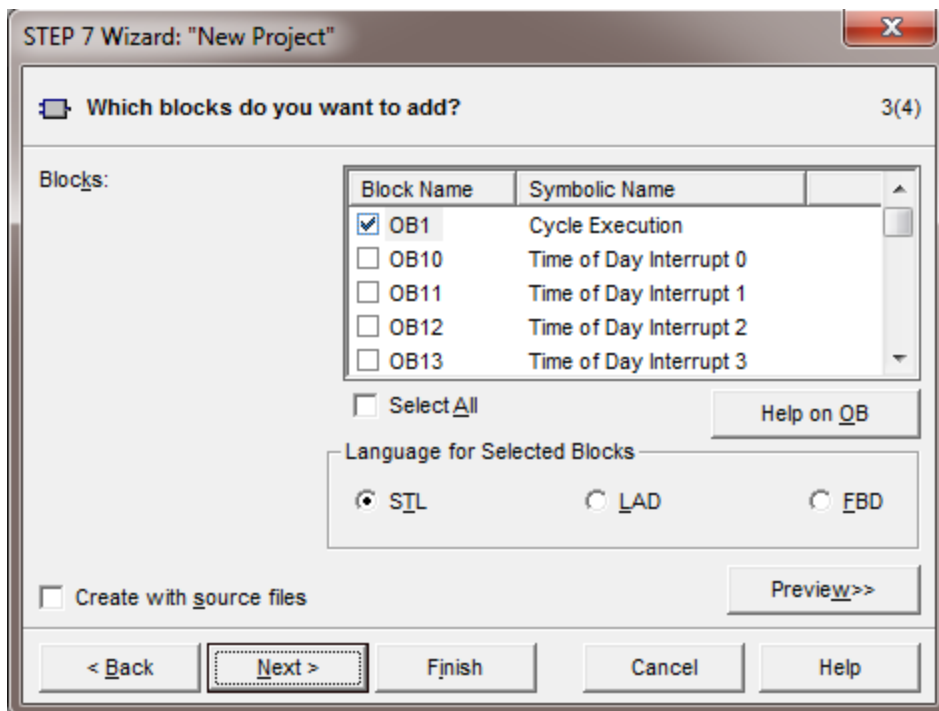 STEP 7 Wizard: "New Project"
Which blocks do you want to add? 3(4)
Blocks:
Block Name Symbolic Name
OB1 Cycle Execution
OB10 Time of Day Interrupt 0
OB11 Time of Day Interrupt 1
OB12 Time of Day Interrupt 2
OB13 Time of Day Interrupt 3
Select All
Help on OB
Language for Selected Blocks
STL LAD FBD
Create with source files
Preview>>
< Back Next > Finish Cancel Help